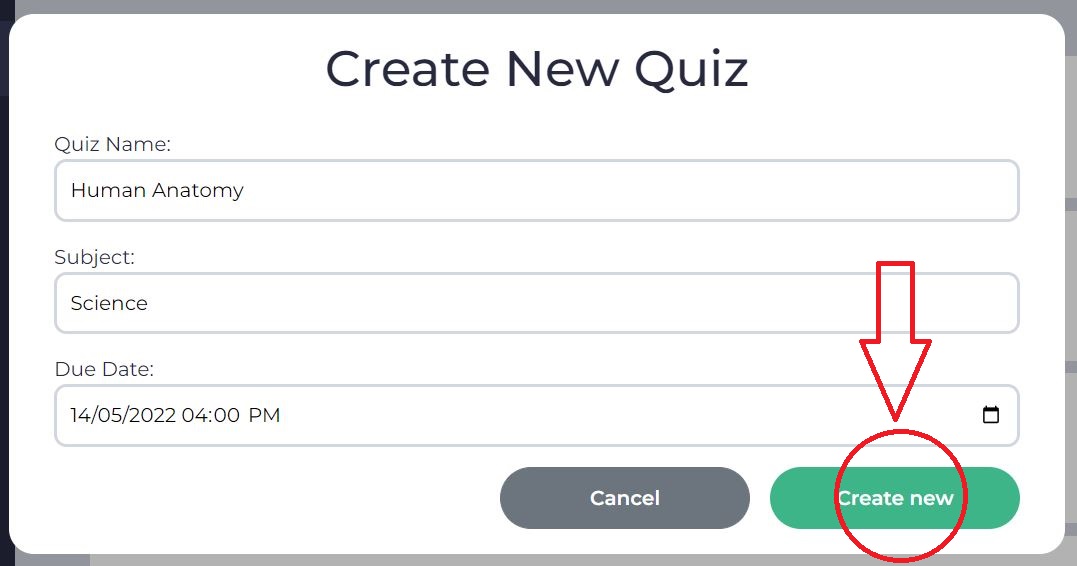 Create New Quiz
Quiz Name:
Human Anatomy
Subject:
Science
Due Date:
14/05/2022 04:00 PM
Cancel
Create new